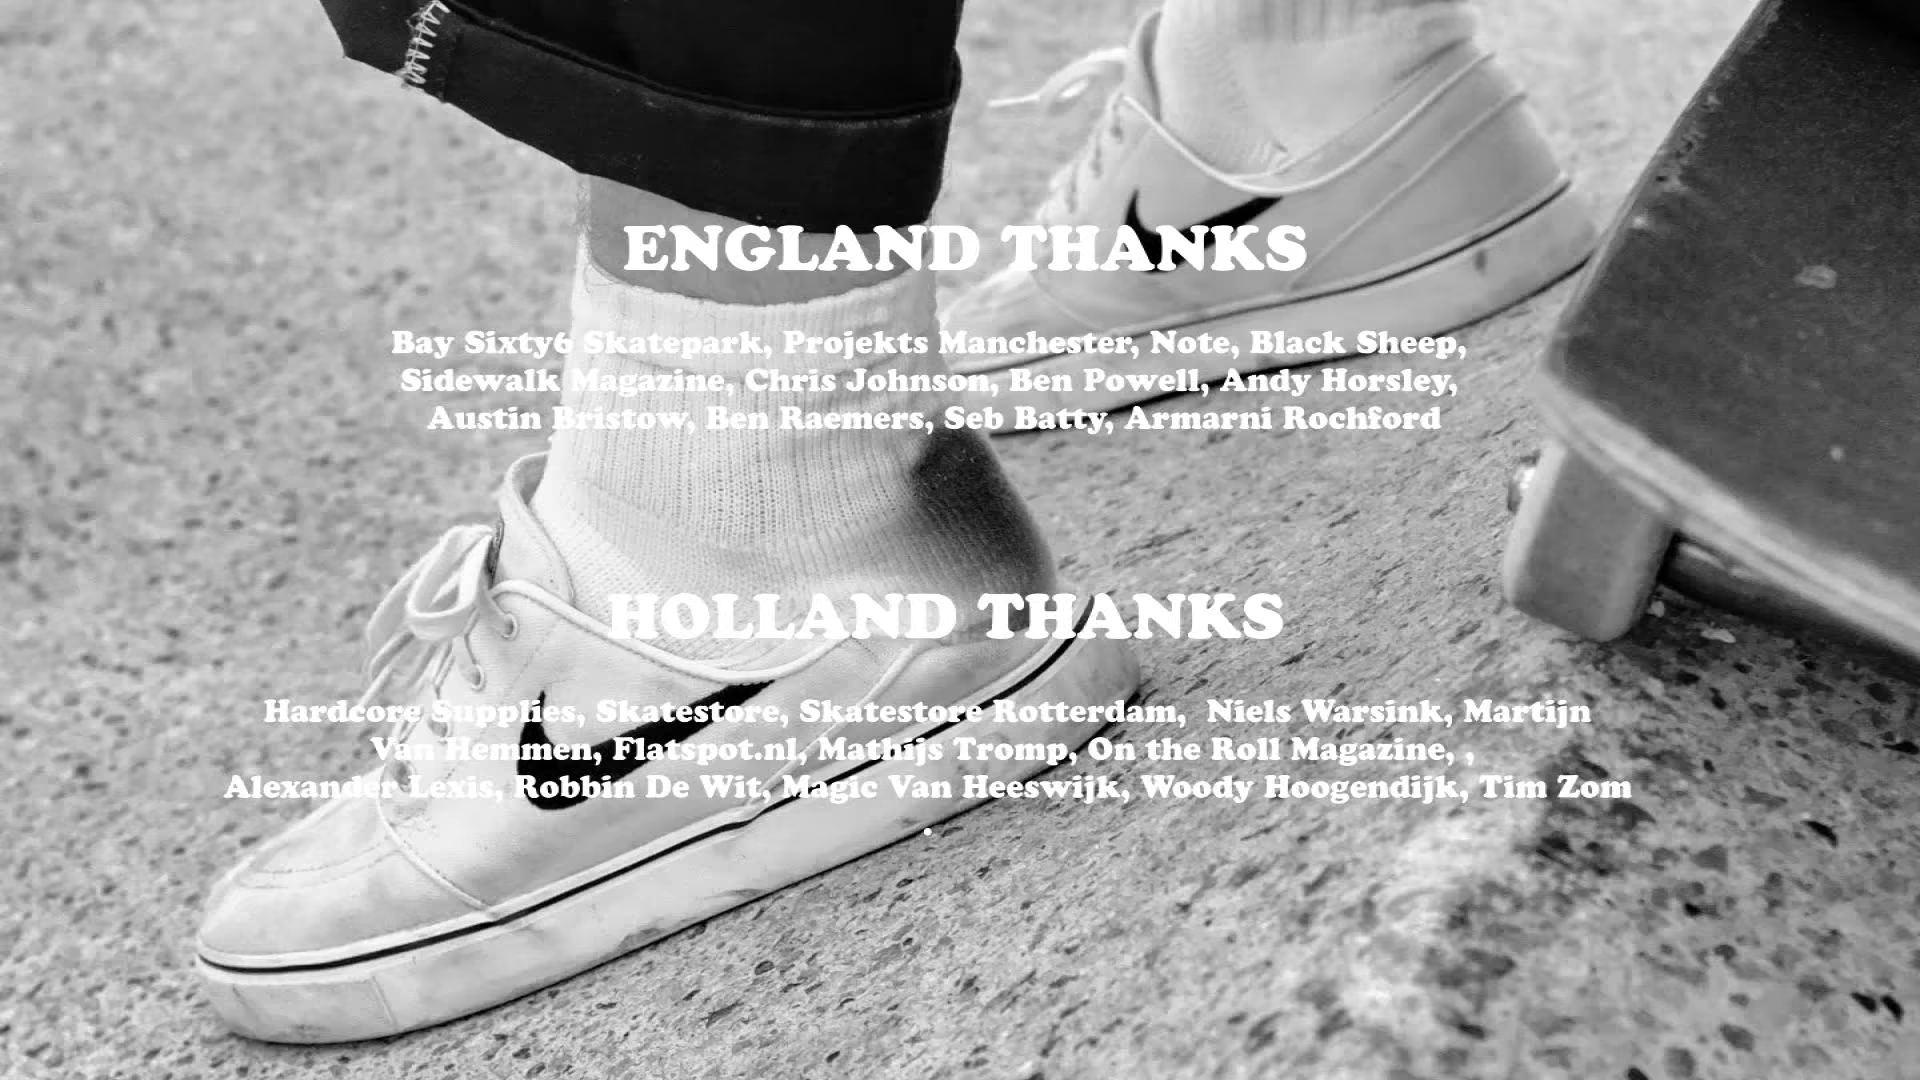 ENGLAND THANKS
Bay Sixty6 Skatepark, Projekts Manchester, Note, Black Sheep,
Sidewalk Magazine, Chris Johnson, Ben Powell, Andy Horsley,
Austin Bristow, Ben Raemers, Seb Batty, Armarni Rochford
HOLLAND THANKS
Hardcore Supplies, Skatestore, Skatestore Rotterdam,  Niels Warsink, Martijn
Van Hemmen, Flatspot.nl, Mathijs Tromp, On the Roll Magazine, ,
Alexander Lexis, Robbin De Wit, Magic Van Heeswijk, Woody Hoogendijk, Tim Zom
.